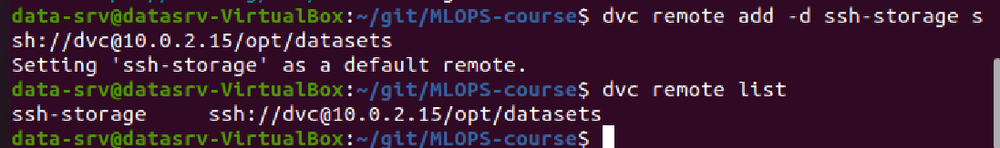 data-srv@datasrv-VirtualBox:~/git/MLOPS-course$ dvc remote add -d ssh-storage s
sh://dvc@10.0.2.15/opt/datasets
Setting 'ssh-storage' as a default remote.
data-srv@datasrv-VirtualBox:~/git/MLOPS-course$ dvc remote list
ssh-storage     ssh://dvc@10.0.2.15/opt/datasets
data-srv@datasrv-VirtualBox:~/git/MLOPS-course$